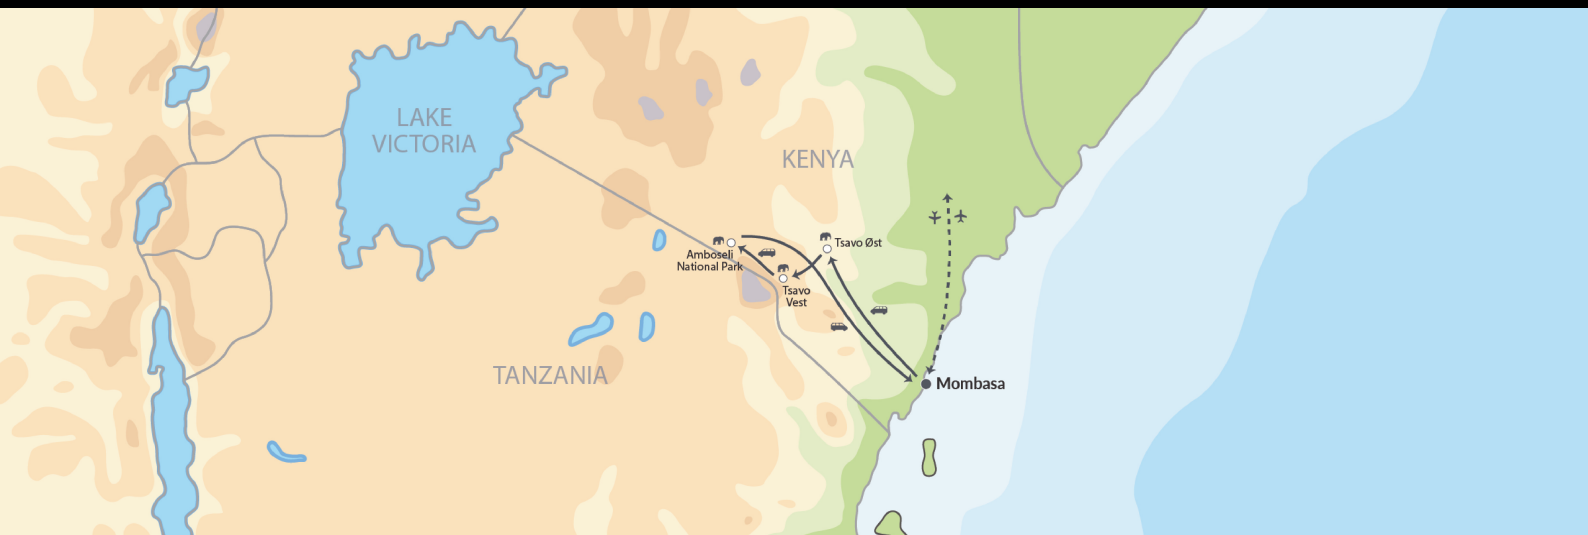 LAKE
VICTORIA
KENYA
Tsavo Øst
Amboseli
National Park
Tsavo
Vest
TANZANIA
Mombasa